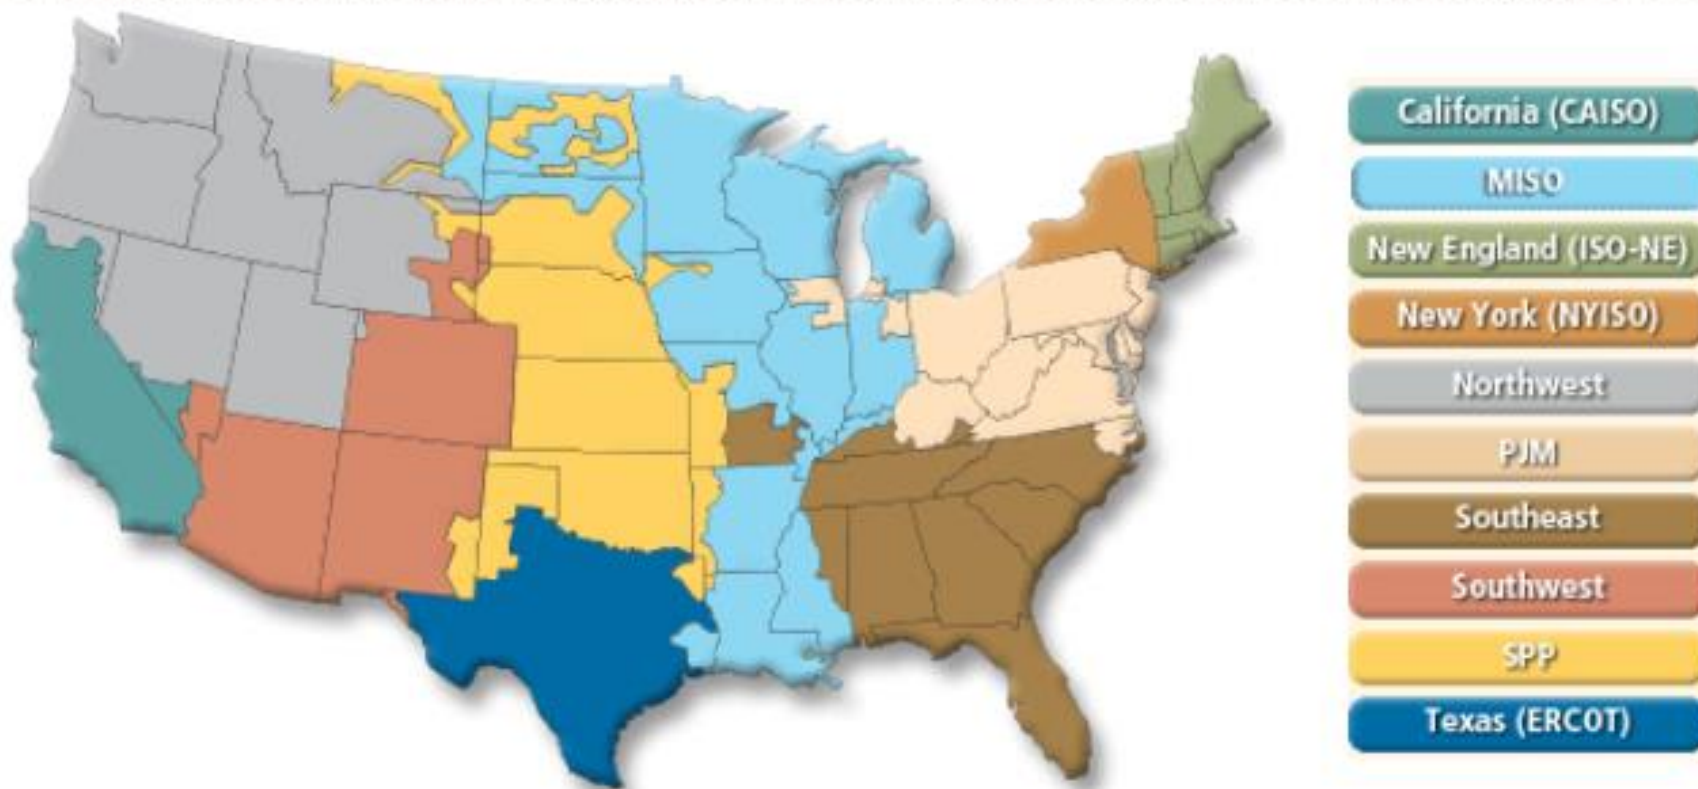 California (CAISO)
MISO
New England (ISO-NE)
New York (NYISO)
Northwest
PJM
Southeast
Southwest
SPP
Texas (ERCOT)